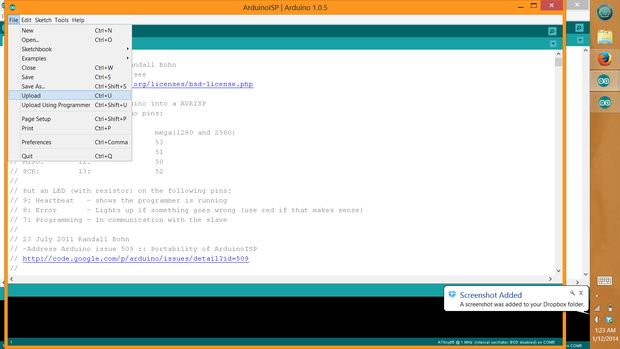 ArduinoISP | Arduino 1.0.5
File Edit Sketch Tools Help
New Ctrl+N
Open... Ctrl+O
Sketchbook
Examples
Close Ctrl+W
Save Ctrl+S
Save As.. Ctrl+Shift+S
Upload Ctrl+U
Upload Using Programmer Ctrl+Shift+U
Page Setup Ctrl+Shift+P
Print Ctrl+P
Preferences Ctrl+Comma
Quit Ctrl+Q
ndall Bohn
see
org/licenses/bsd-license.php
uino into a AVRISP
no pins:
mega(1280 and 2560)
53
51
// MISO: 12: 50
// SCK: 13: 52
//
// Put an LED (with resistor) on the following pins:
// 9: Heartbeat - shows the programmer is running
// 8: Error - Lights up if something goes wrong (use red if that makes sense)
// 7: Programming - In communication with the slave
//
// 23 July 2011 Randall Bohn
// -Address Arduino issue 509 :: Portability of ArduinoISP
// http://code.google.com/p/arduino/issues/detail?id=509
//
Screenshot Added
A screenshot was added to your Dropbox folder.
1:23 AM
1/12/2014
1
ATtiny85 @ 1 MHz (internal oscillator; BOD disabled) on COM6